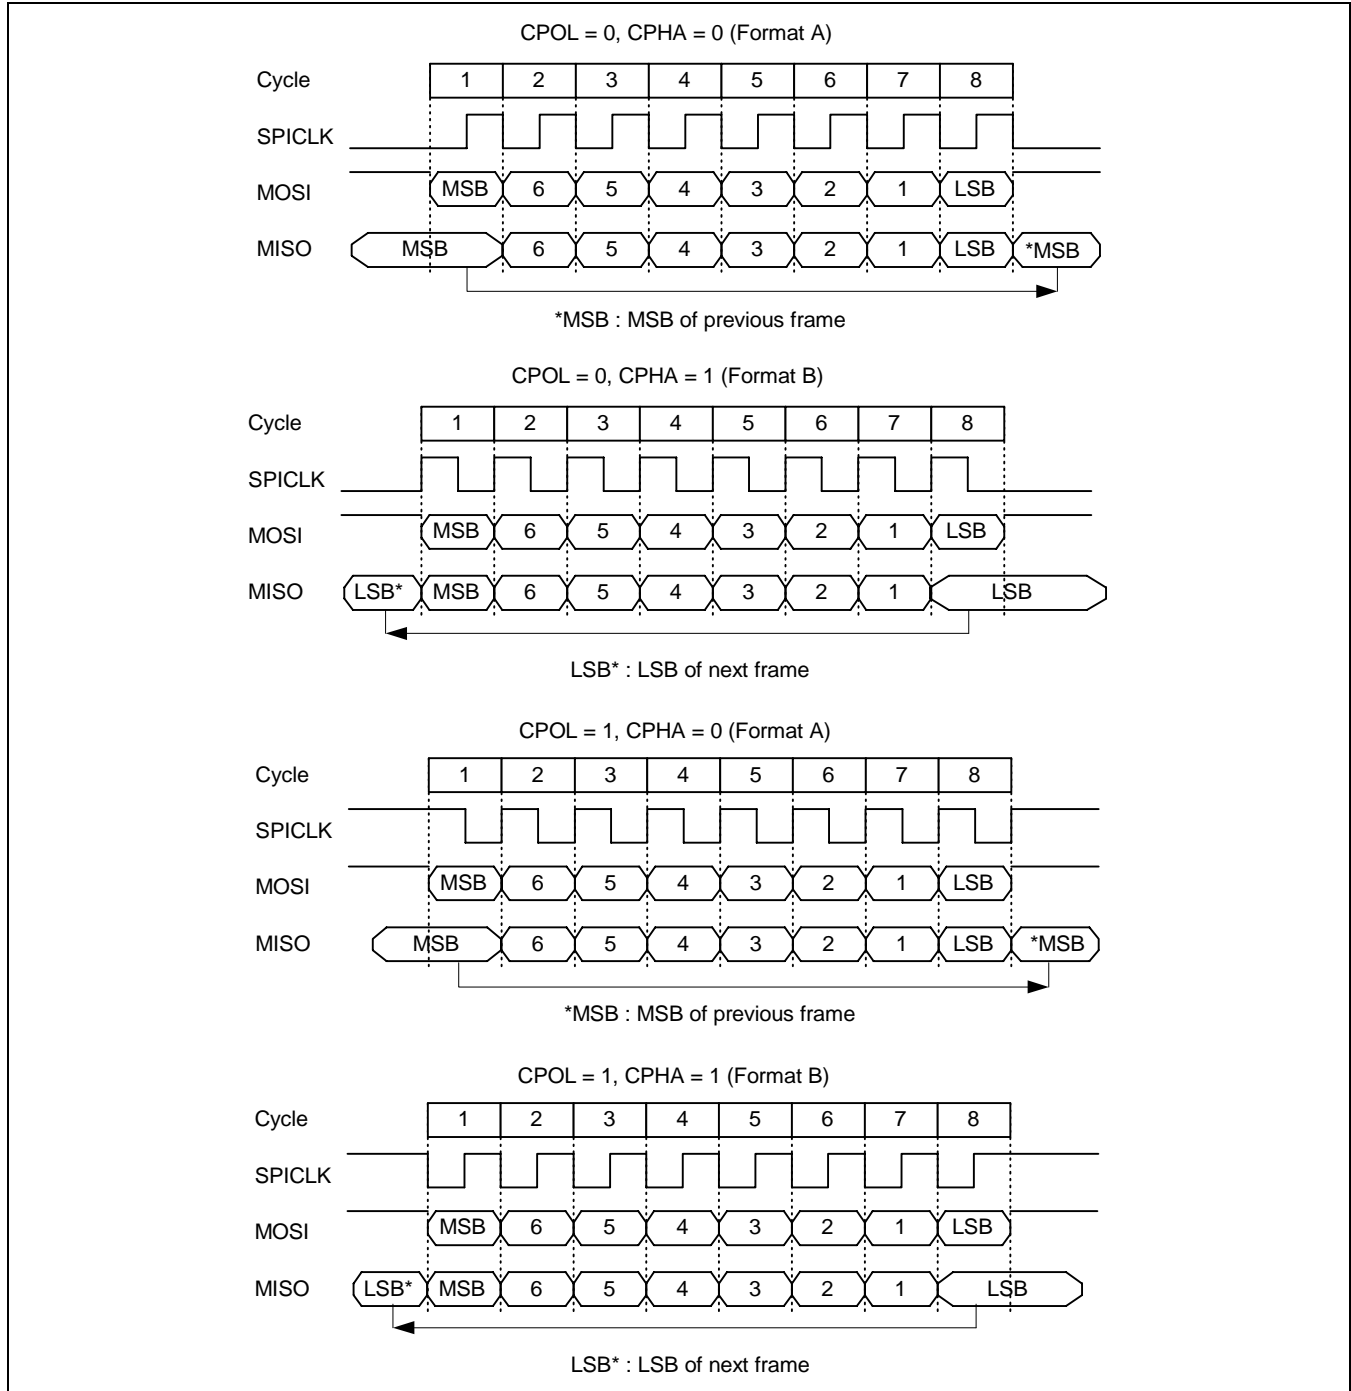 CPOL = 0, CPHA = 0 (Format A)
Cycle 1 2 3 4 5 6 7 8
SPICLK
MOSI MSB 6 5 4 3 2 1 LSB
MISO MSB 6 5 4 3 2 1 LSB *MSB
*MSB : MSB of previous frame
CPOL = 0, CPHA = 1 (Format B)
Cycle 1 2 3 4 5 6 7 8
SPICLK
MOSI MSB 6 5 4 3 2 1 LSB
MISO LSB* MSB 6 5 4 3 2 1 LSB
LSB* : LSB of next frame
CPOL = 1, CPHA = 0 (Format A)
Cycle 1 2 3 4 5 6 7 8
SPICLK
MOSI MSB 6 5 4 3 2 1 LSB
MISO MSB 6 5 4 3 2 1 LSB *MSB
*MSB : MSB of previous frame
CPOL = 1, CPHA = 1 (Format B)
Cycle 1 2 3 4 5 6 7 8
SPICLK
MOSI MSB 6 5 4 3 2 1 LSB
MISO LSB* MSB 6 5 4 3 2 1 LSB
LSB* : LSB of next frame